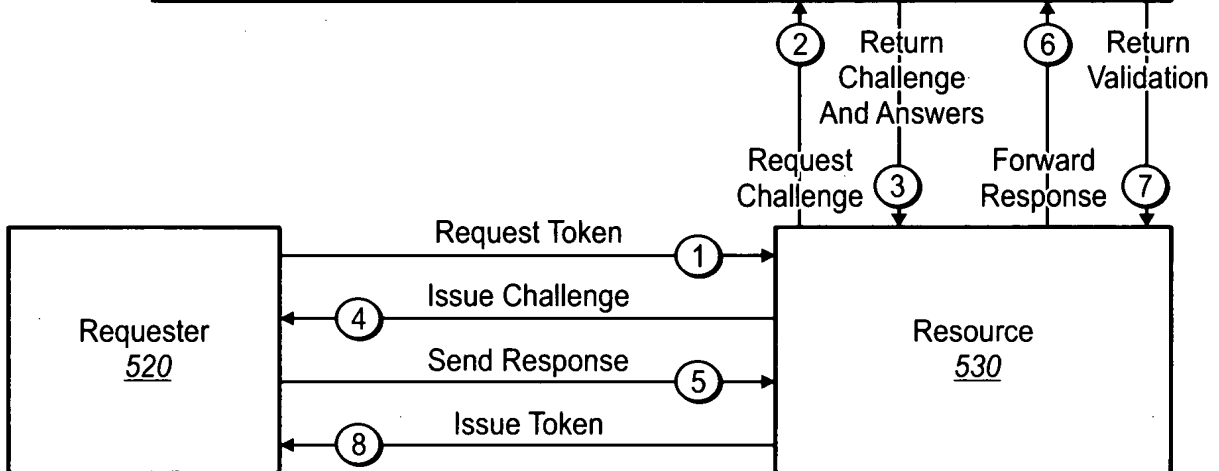 2
Return
Challenge
And Answers
6
Return
Validation
Request
Challenge
3
Forward
Response
7
Request Token
1
Issue Challenge
4
Send Response
5
Issue Token
8
Requester
520
Resource
530